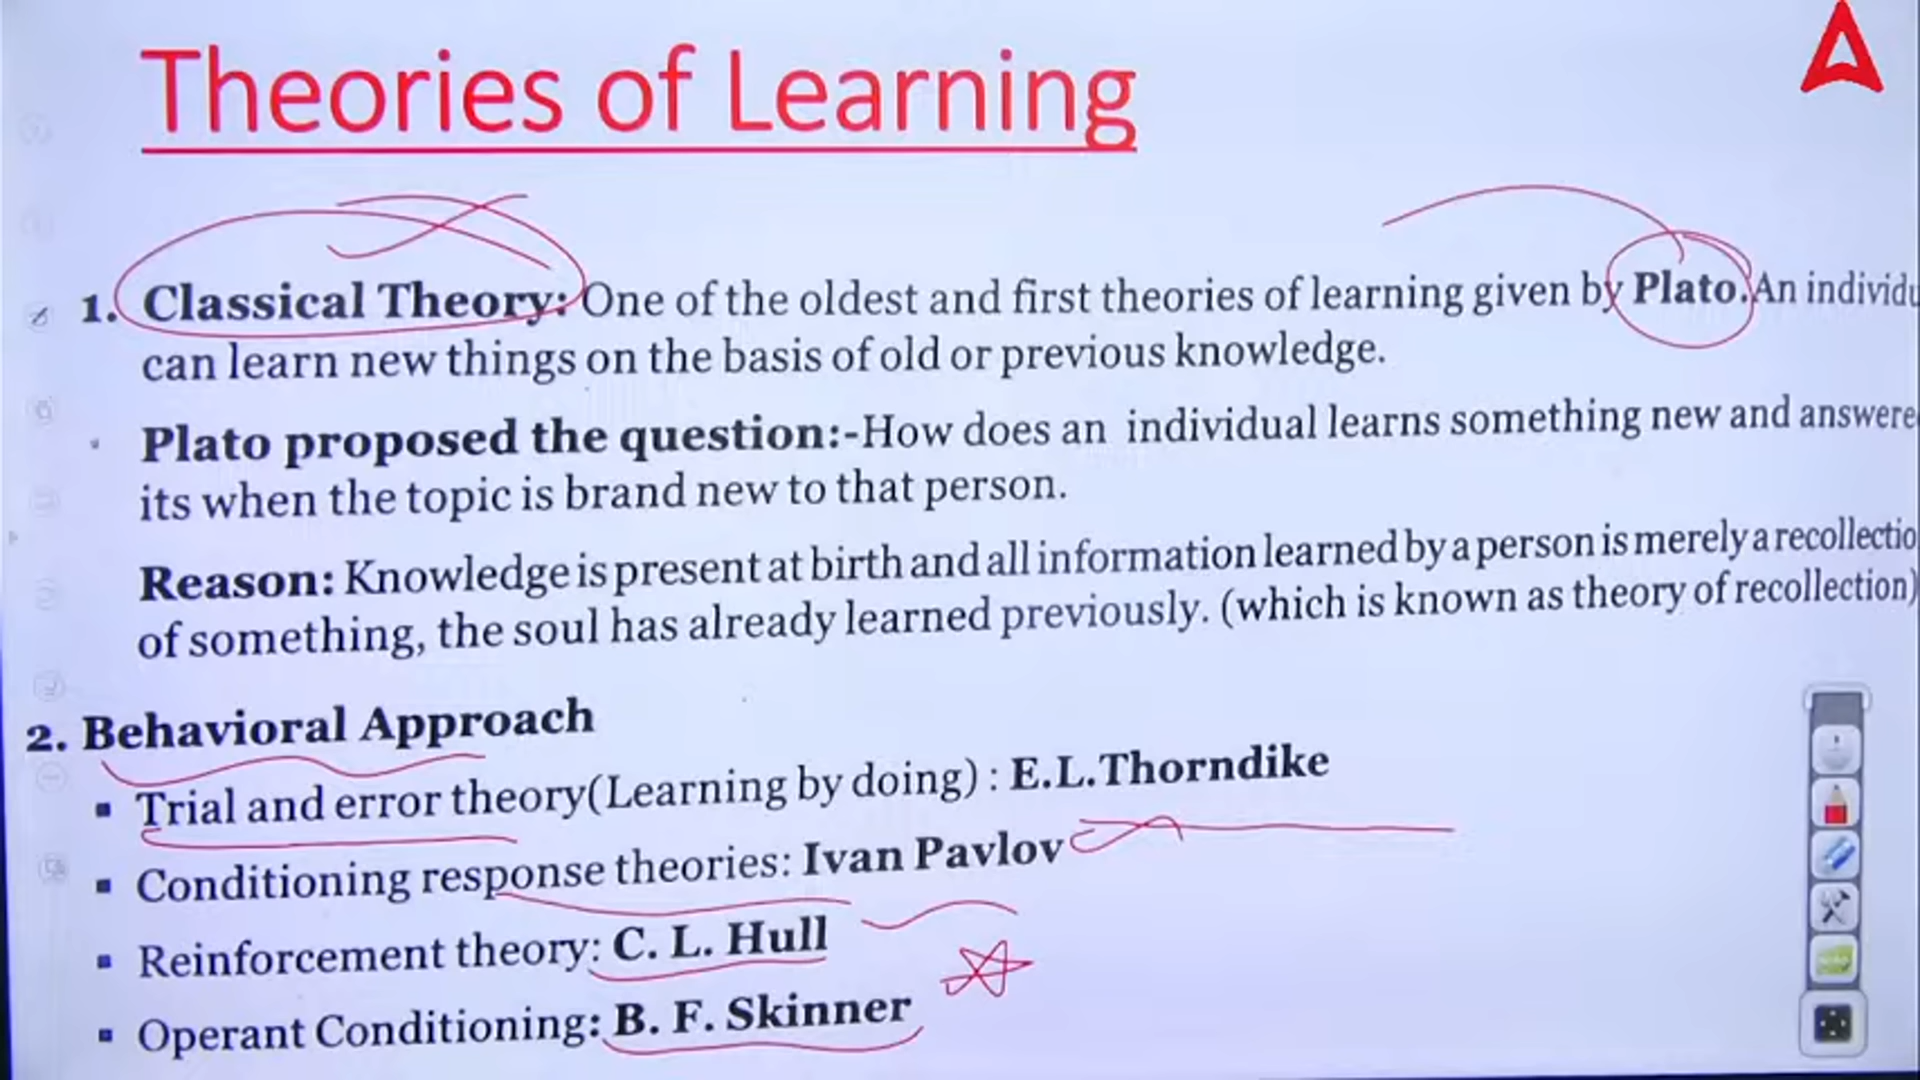 Theories of Learning
1. Classical Theory: One of the oldest and first theories of learning given by Plato. An individu
can learn new things on the basis of old or previous knowledge.
Plato proposed the question:-How does an individual learns something new and answere
its when the topic is brand new to that person.
Reason: Knowledge is present at birth and all information learned by a person is merely a recollectio
of something, the soul has already learned previously. (which is known as theory of recollection)
2. Behavioral Approach
▪ Trial and error theory(Learning by doing) : E.L.Thorndike
▪ Conditioning response theories: Ivan Pavlov
▪ Reinforcement theory: C. L. Hull
▪ Operant Conditioning: B. F. Skinner